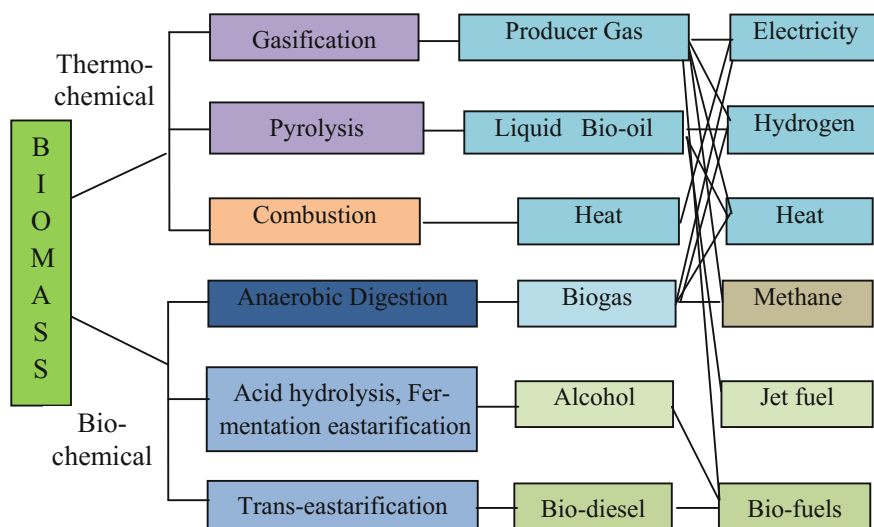 BIOMASS
Thermo-
chemical
Bio-
chemical
Gasification
Producer Gas
Electricity
Pyrolysis
Liquid Bio-oil
Hydrogen
Combustion
Heat
Heat
Anaerobic Digestion
Biogas
Methane
Acid hydrolysis, Fer-
mentation eastarification
Alcohol
Jet fuel
Trans-eastarification
Bio-diesel
Bio-fuels